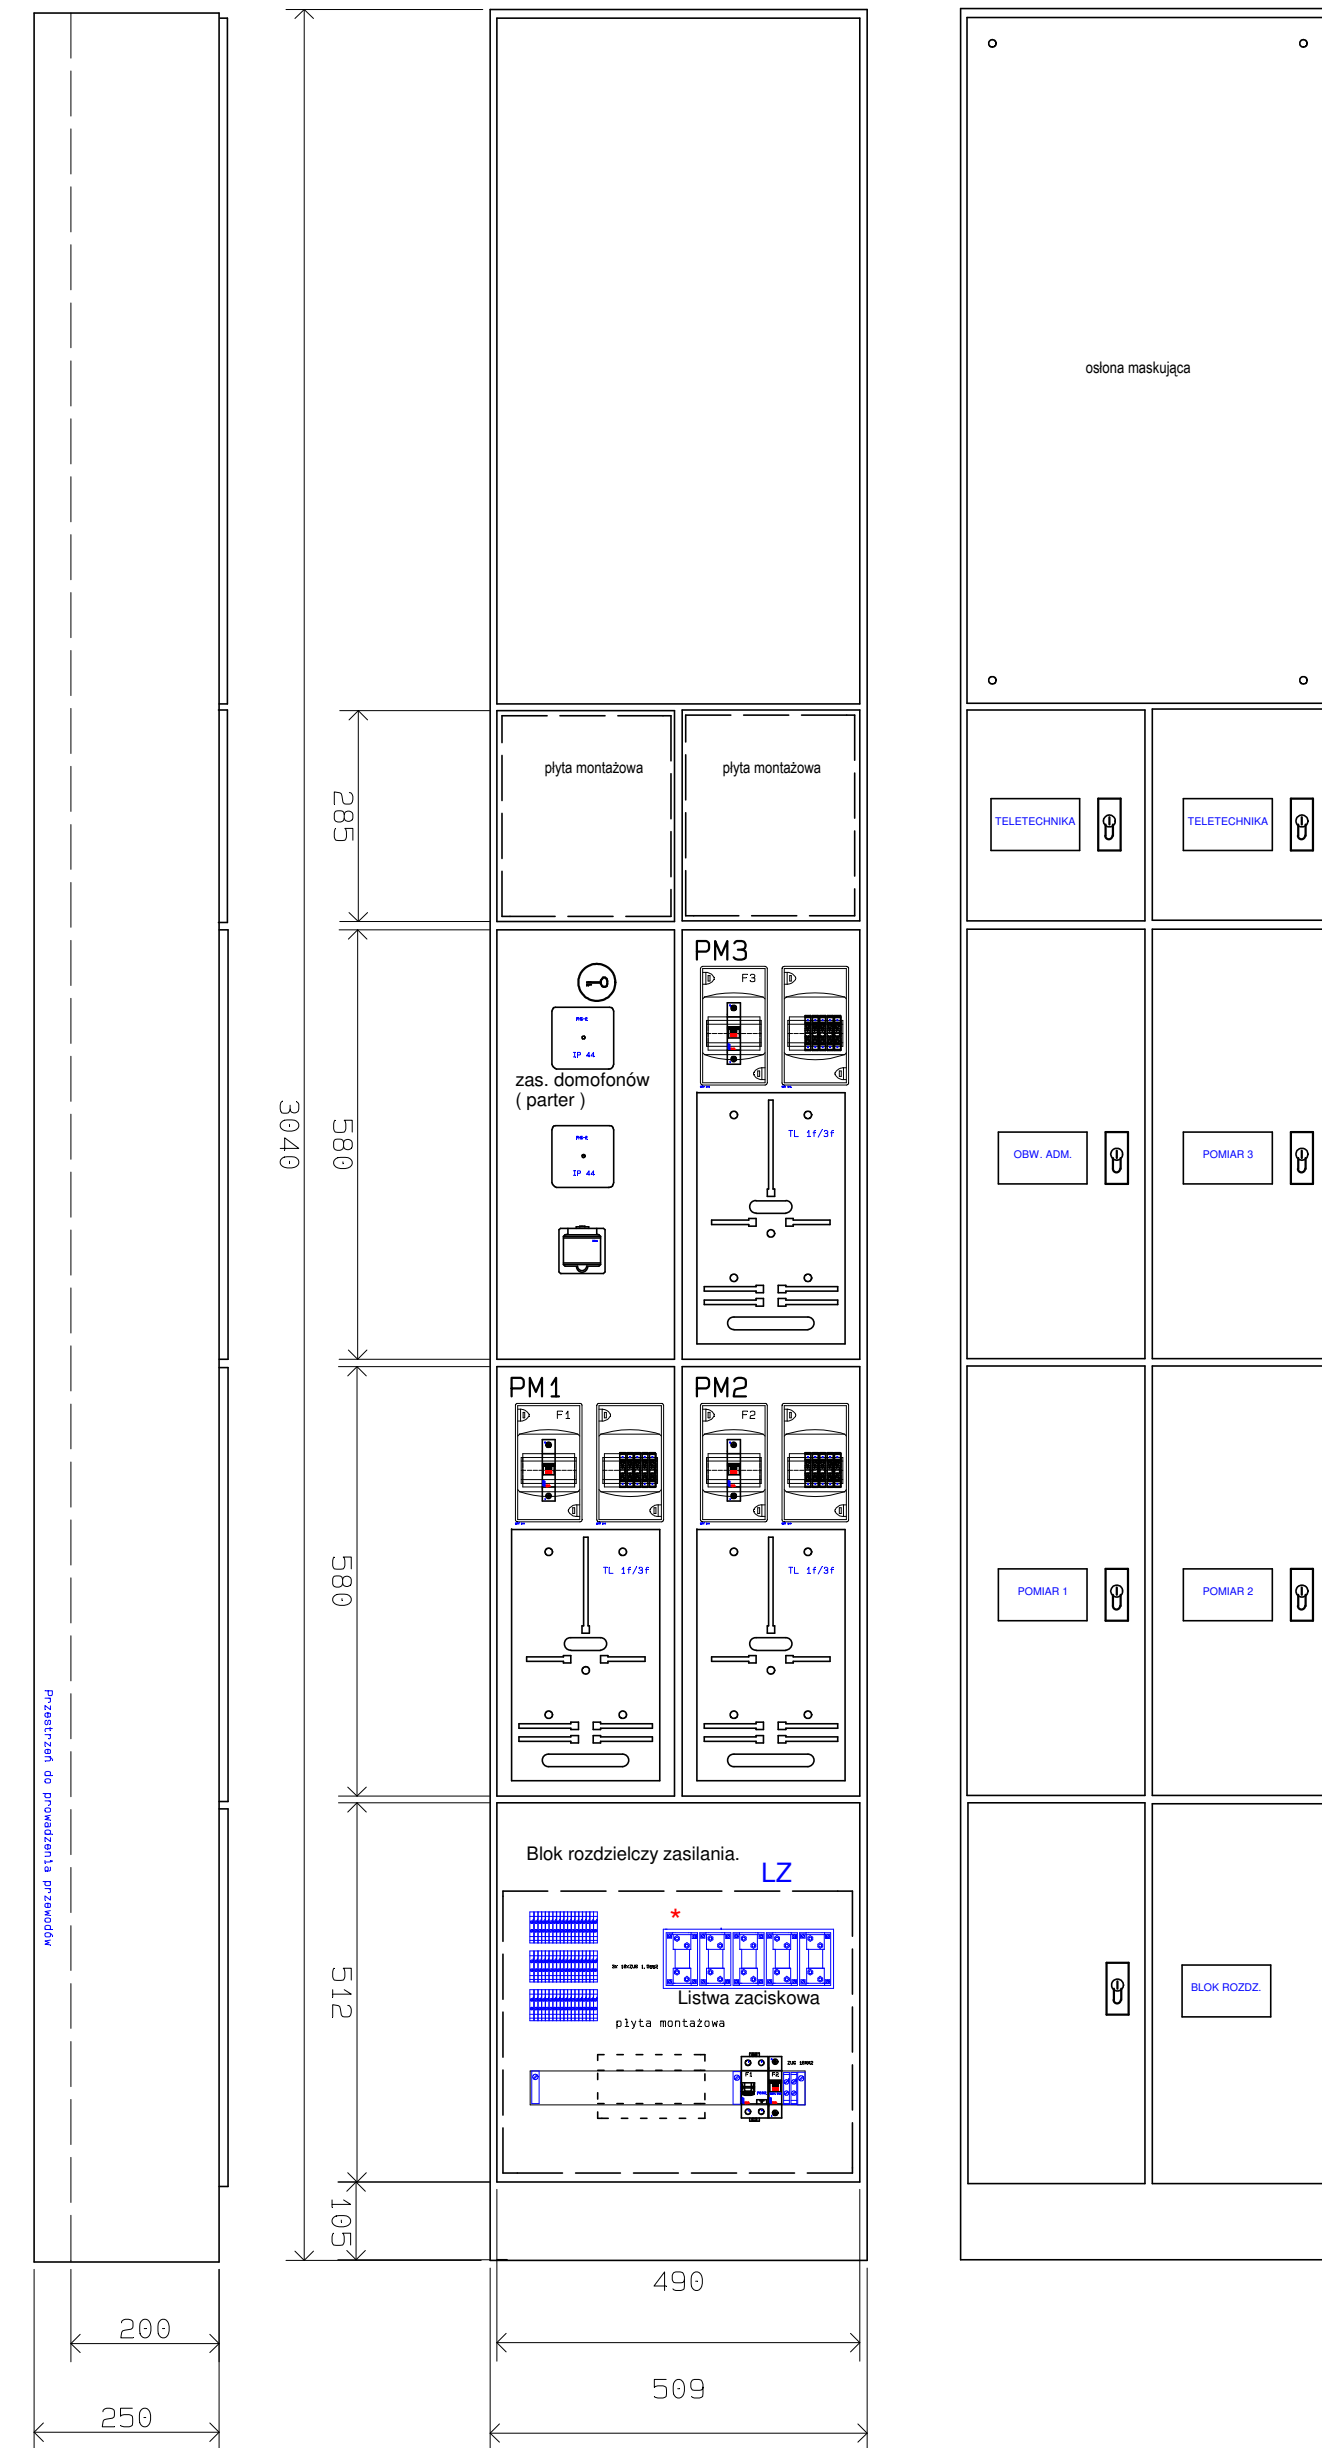 osłona maskująca
płyta montażowa
płyta montażowa
285
TELETECHNIKA
TELETECHNIKA
PM3
F3
IP 44
zas. domofonów
( parter )
TL 1f/3f
IP 44
3040
580
OBW. ADM.
POMIAR 3
PM1
PM2
F1
F2
TL 1f/3f
TL 1f/3f
580
POMIAR 1
POMIAR 2
Przestrzeń do prowadzenia przewodów
Blok rozdzielczy zasilania.
LZ
*
Listwa zaciskowa
płyta montażowa
512
BLOK ROZDZ.
F1
F2
105
490
200
509
250